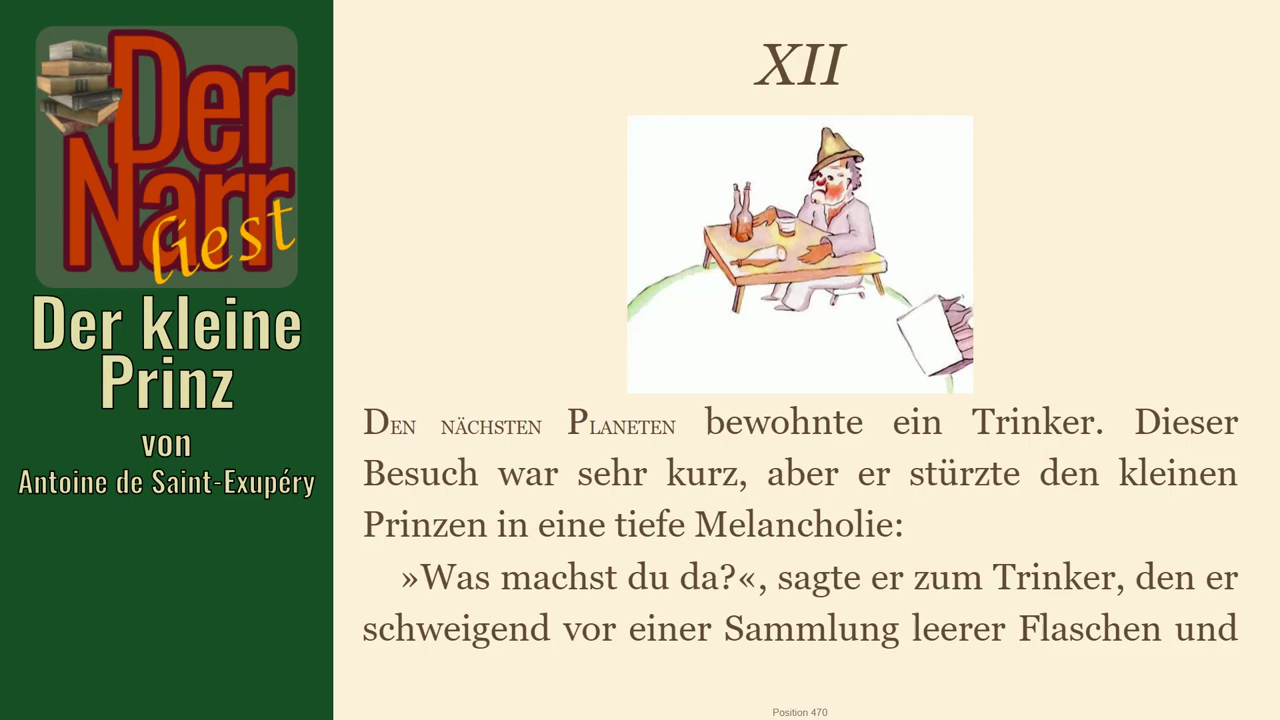 Der
Narr
liest
Der kleine
Prinz
von
Antoine de Saint-Exupéry
XII
DEN NÄCHSTEN PLANETEN bewohnte ein Trinker. Dieser
Besuch war sehr kurz, aber er stürzte den kleinen
Prinzen in eine tiefe Melancholie:
»Was machst du da?«, sagte er zum Trinker, den er
schweigend vor einer Sammlung leerer Flaschen und
Position 470